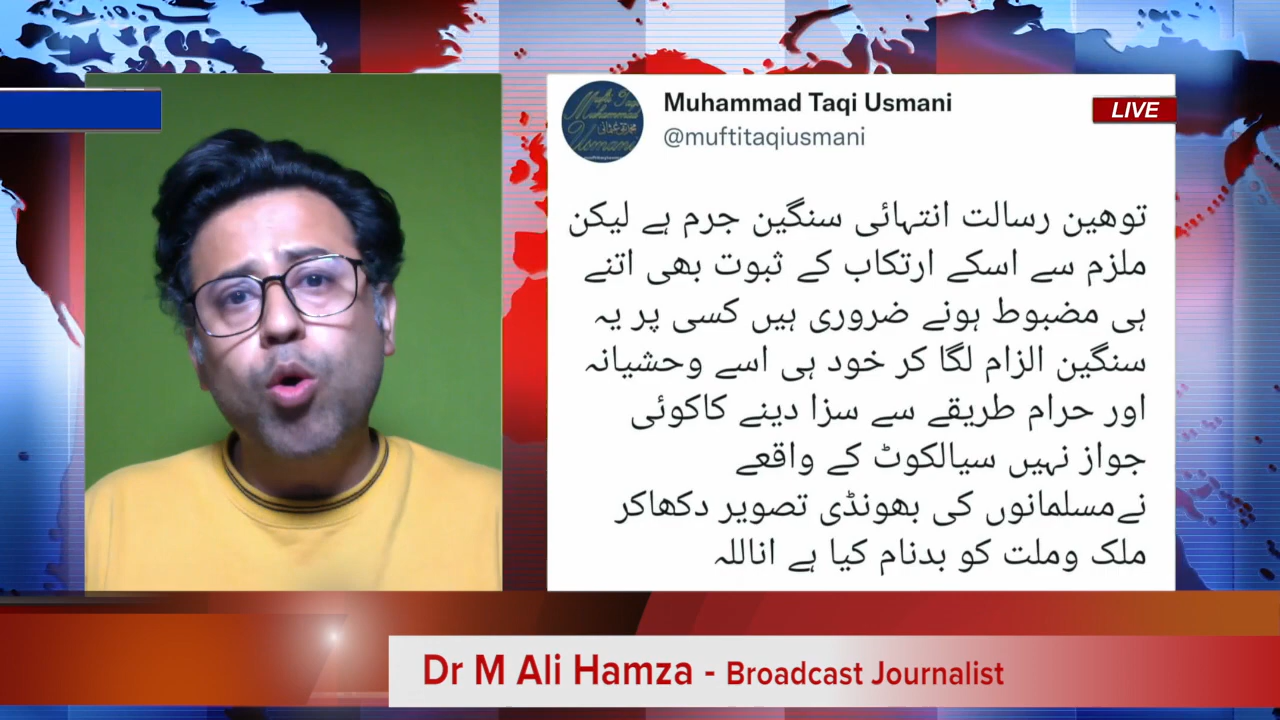 Muhammad Taqi Usmani
@muftitaqiusmani
LIVE
توهین رسالت انتہائی سنگین جرم ہے لیکن
ملزم سے اسکے ارتکاب کے ثبوت بھی اتنے
ہی مضبوط ہونے ضروری ہیں کسی پر یہ
سنگین الزام لگا کر خود ہی اسے وحشیانہ
اور حرام طریقے سے سزا دینے کاکوئی
جواز نہیں سیالکوٹ کے واقعے
نےمسلمانوں کی بھونڈی تصویر دکھاکر
ملک وملت کو بدنام کیا ہے اناللہ
Dr M Ali Hamza - Broadcast Journalist